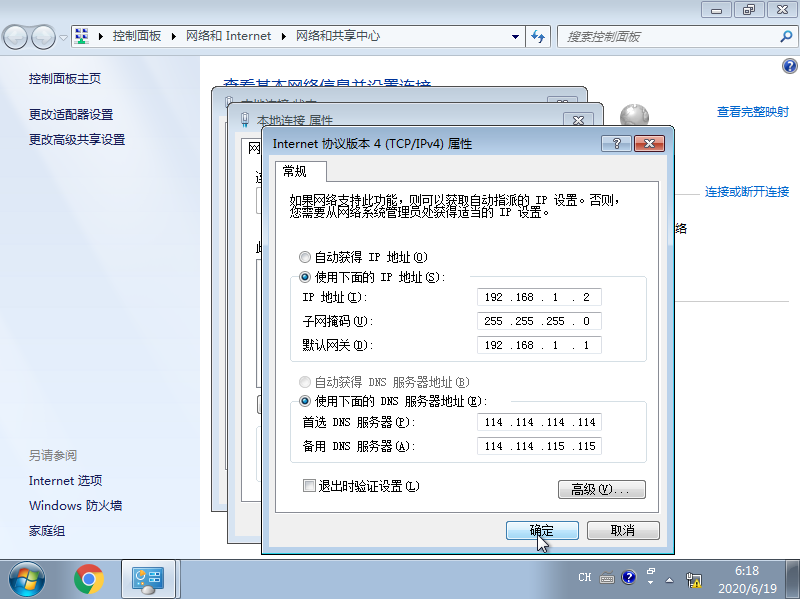 控制面板
网络和 Internet
网络和共享中心
搜索控制面板
控制面板主页
更改适配器设置
更改高级共享设置
查看基本网络信息并设置连接
查看完整映射
连接或断开连接
络
本地连接 状态
本地连接 属性
网
Internet 协议版本 4 (TCP/IPv4) 属性
常规
如果网络支持此功能，则可以获取自动指派的 IP 设置。否则，
您需要从网络系统管理员处获得适当的 IP 设置。
自动获得 IP 地址(O)
使用下面的 IP 地址(S):
IP 地址(I):
192 .168 . 1 . 2
子网掩码(U):
255 .255 .255 . 0
默认网关(D):
192 .168 . 1 . 1
自动获得 DNS 服务器地址(B)
使用下面的 DNS 服务器地址(E):
首选 DNS 服务器(P):
114 .114 .114 .114
备用 DNS 服务器(A):
114 .114 .115 .115
退出时验证设置(L)
高级(V)...
确定
取消
另请参阅
Internet 选项
Windows 防火墙
家庭组
CH
6:18
2020/6/19